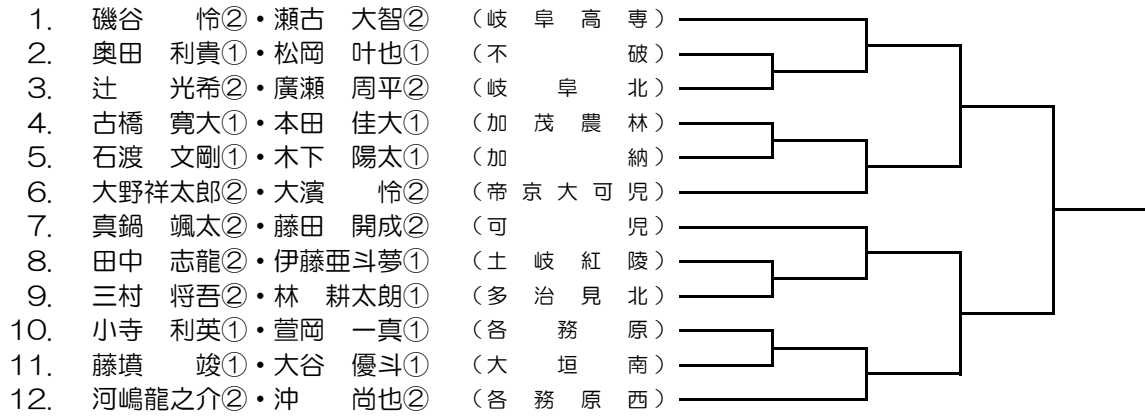 1. 磯谷 怜②・瀬古 大智② (岐阜高専)
2. 奥田 利貴①・松岡 叶也① (不破)
3. 辻 光希②・廣瀬 周平② (岐阜北)
4. 古橋 寛大①・本田 佳大① (加茂農林)
5. 石渡 文剛①・木下 陽太① (加納)
6. 大野祥太郎②・大濱 怜② (帝京大可児)
7. 真鍋 颯太②・藤田 開成② (可児)
8. 田中 志龍②・伊藤亜斗夢① (土岐紅陵)
9. 三村 将吾②・林 耕太朗① (多治見北)
10. 小寺 利英①・萱岡 一真① (各務原)
11. 藤墳 竣①・大谷 優斗① (大垣南)
12. 河嶋龍之介②・沖 尚也② (各務原西)